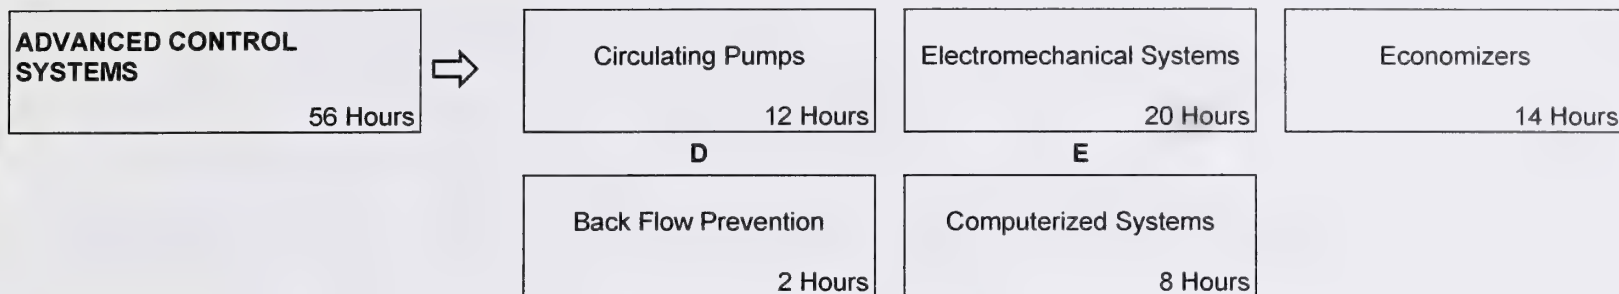 ADVANCED CONTROL
SYSTEMS
56 Hours
Circulating Pumps
12 Hours
Electromechanical Systems
20 Hours
Economizers
14 Hours
D
E
Back Flow Prevention
2 Hours
Computerized Systems
8 Hours